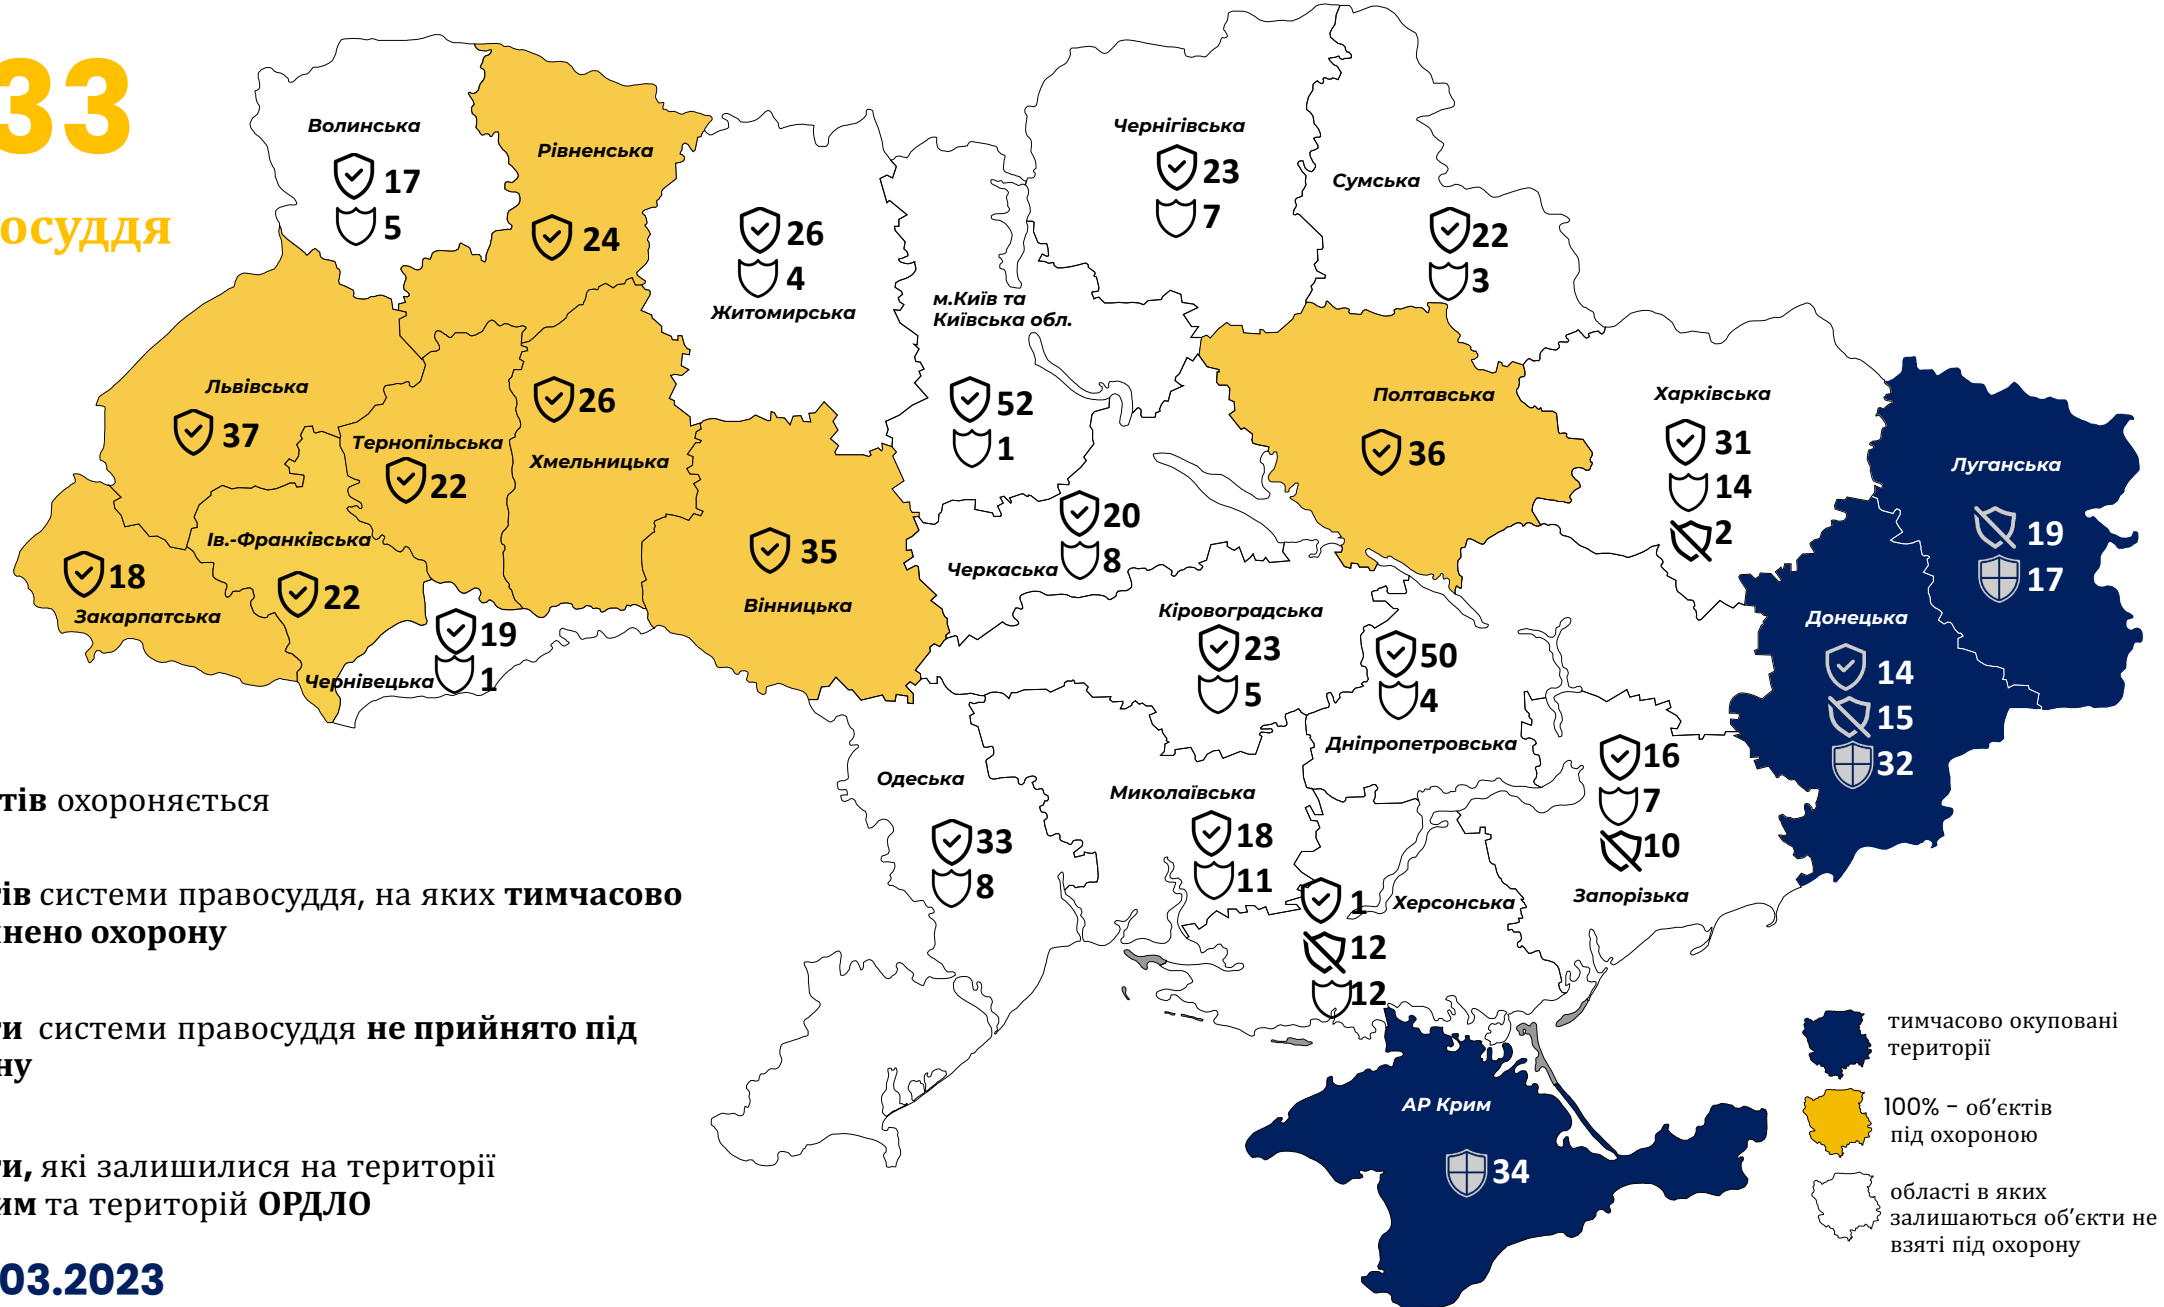 33
осуддя
Волинська
17
5
Рівненська
24
26
4
Житомирська
м.Київ та
Київська обл.
52
1
Чернігівська
23
7
Сумська
22
3
Львівська
37
Тернопільська
22
26
Хмельницька
Полтавська
36
Харківська
31
14
2
Луганська
19
17
Ів.-Франківська
22
18
Закарпатська
19
1
Чернівецька
35
Вінницька
20
8
Черкаська
Кіровоградська
23
5
50
4
Дніпропетровська
Донецька
14
15
32
Одеська
33
8
Миколаївська
18
11
16
7
10
Запорізька
1
Херсонська
12
12
АР Крим
34
тів охороняється
ів системи правосуддя, на яких тимчасово
інено охорону
ти системи правосуддя не прийнято під
ну
ти, які залишилися на території
им та територій ОРДЛО
03.2023
тимчасово окуповані
території
100% - об’єктів
під охороною
області в яких
залишаються об’єкти не
взяті під охорону